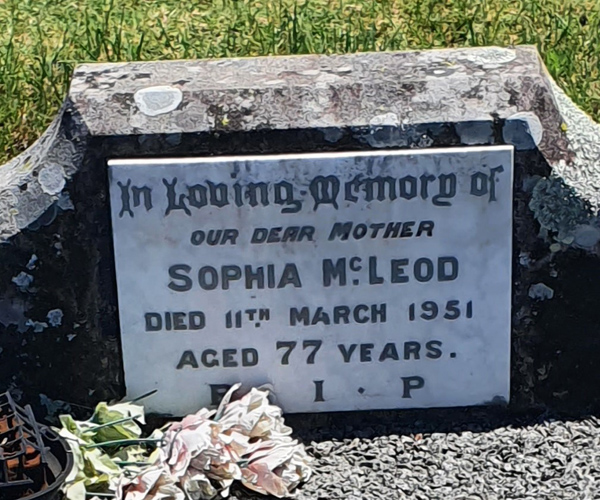 In Loving Memory of
OUR DEAR MOTHER
SOPHIA McLEOD
DIED 11TH MARCH 1951
AGED 77 YEARS.
R · I · P